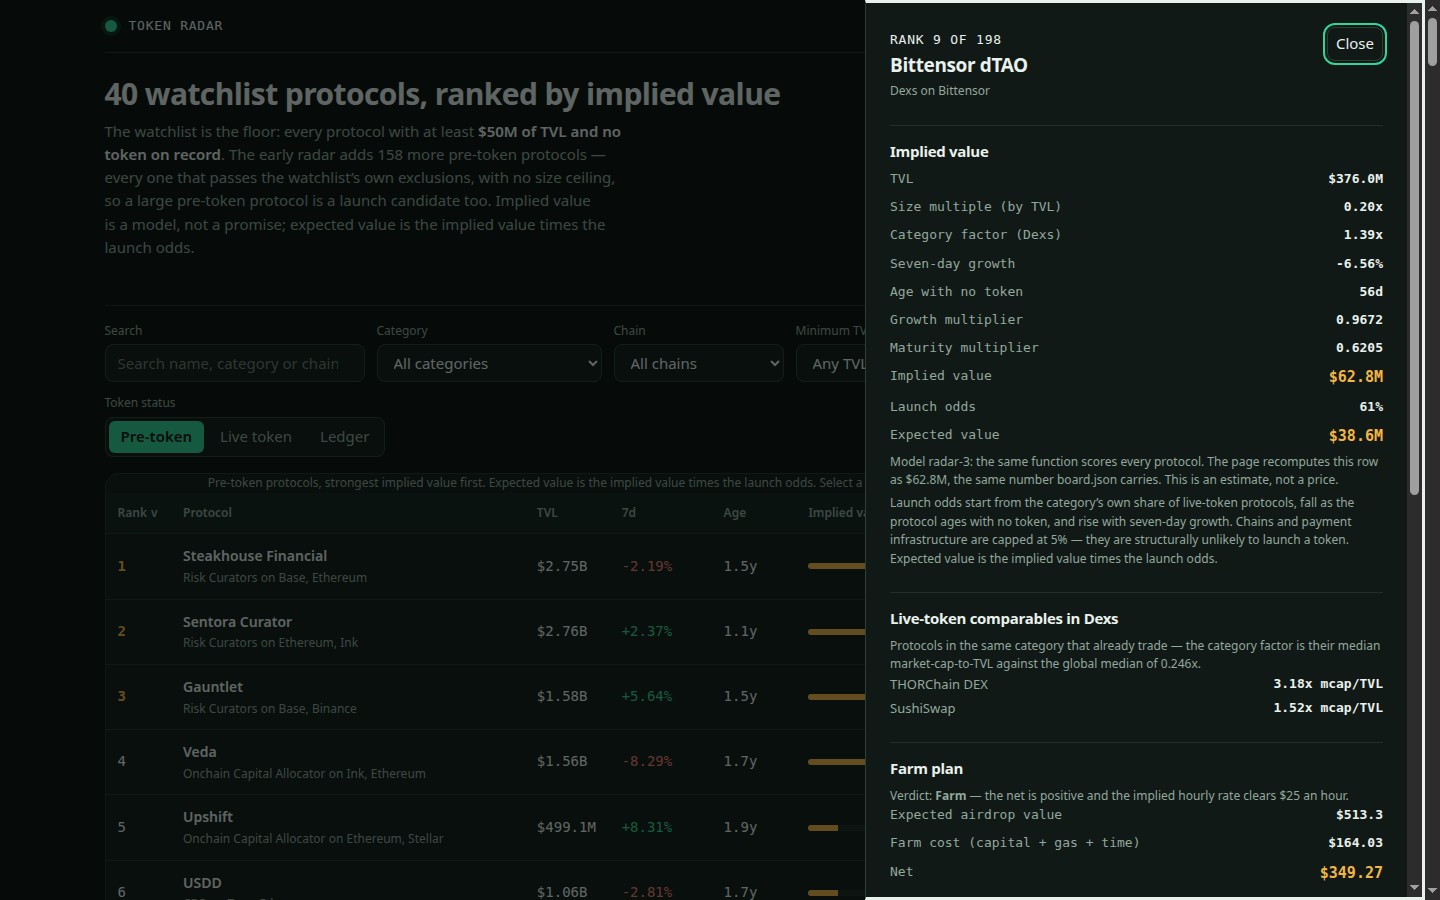 TOKEN RADAR
40 watchlist protocols, ranked by implied value
The watchlist is the floor: every protocol with at least $50M of TVL and no
token on record. The early radar adds 158 more pre-token protocols —
every one that passes the watchlist's own exclusions, with no size ceiling,
so a large pre-token protocol is a launch candidate too. Implied value
is a model, not a promise; expected value is the implied value times the
launch odds.
Search
Category
Chain
Minimum TV
Search name, category or chain
All categories
All chains
Any TVL
Token status
Pre-token
Live token
Ledger
Pre-token protocols, strongest implied value first. Expected value is the implied value times the launch odds. Select a
Rank v Protocol TVL 7d Age Implied va
1 Steakhouse Financial $2.75B -2.19% 1.5y
Risk Curators on Base, Ethereum
2 Sentora Curator $2.76B +2.37% 1.1y
Risk Curators on Ethereum, Ink
3 Gauntlet $1.58B +5.64% 1.5y
Risk Curators on Base, Binance
4 Veda $1.56B -8.29% 1.7y
Onchain Capital Allocator on Ink, Ethereum
5 Upshift $499.1M +8.31% 1.9y
Onchain Capital Allocator on Ethereum, Stellar
6 USDD $1.06B -2.81% 1.7y
RANK 9 OF 198
Close
Bittensor dTAO
Dexs on Bittensor
Implied value
TVL $376.0M
Size multiple (by TVL) 0.20x
Category factor (Dexs) 1.39x
Seven-day growth -6.56%
Age with no token 56d
Growth multiplier 0.9672
Maturity multiplier 0.6205
Implied value $62.8M
Launch odds 61%
Expected value $38.6M
Model radar-3: the same function scores every protocol. The page recomputes this row
as $62.8M, the same number board.json carries. This is an estimate, not a price.
Launch odds start from the category's own share of live-token protocols, fall as the
protocol ages with no token, and rise with seven-day growth. Chains and payment
infrastructure are capped at 5% — they are structurally unlikely to launch a token.
Expected value is the implied value times the launch odds.
Live-token comparables in Dexs
Protocols in the same category that already trade — the category factor is their median
market-cap-to-TVL against the global median of 0.246x.
THORChain DEX 3.18x mcap/TVL
SushiSwap 1.52x mcap/TVL
Farm plan
Verdict: Farm — the net is positive and the implied hourly rate clears $25 an hour.
Expected airdrop value $513.3
Farm cost (capital + gas + time) $164.03
Net $349.27